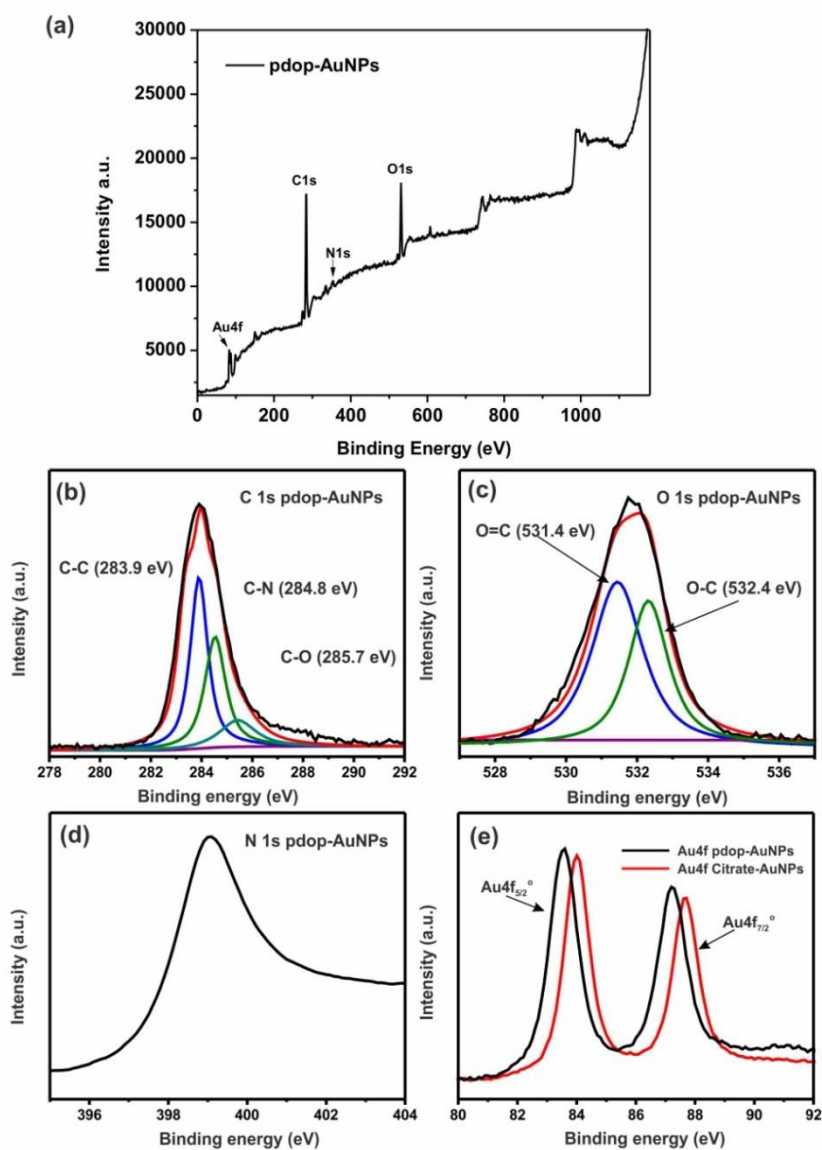 (a)
30000
25000
20000
15000
10000
5000
Intensity a.u.
pdop-AuNPs
Au4f
C1s
N1s
O1s
0 200 400 600 800 1000
Binding Energy (eV)
(b)
C 1s pdop-AuNPs
C-C (283.9 eV)
C-N (284.8 eV)
C-O (285.7 eV)
Intensity (a.u.)
278 280 282 284 286 288 290 292
Binding energy (eV)
(c)
O 1s pdop-AuNPs
O=C (531.4 eV)
O-C (532.4 eV)
Intensity (a.u.)
528 530 532 534 536
Binding energy (eV)
(d)
N 1s pdop-AuNPs
Intensity (a.u.)
396 398 400 402 404
Binding energy (eV)
(e)
Au4f pdop-AuNPs
Au4f Citrate-AuNPs
Au4f5/2°
Au4f7/2°
Intensity (a.u.)
80 82 84 86 88 90 92
Binding energy (eV)